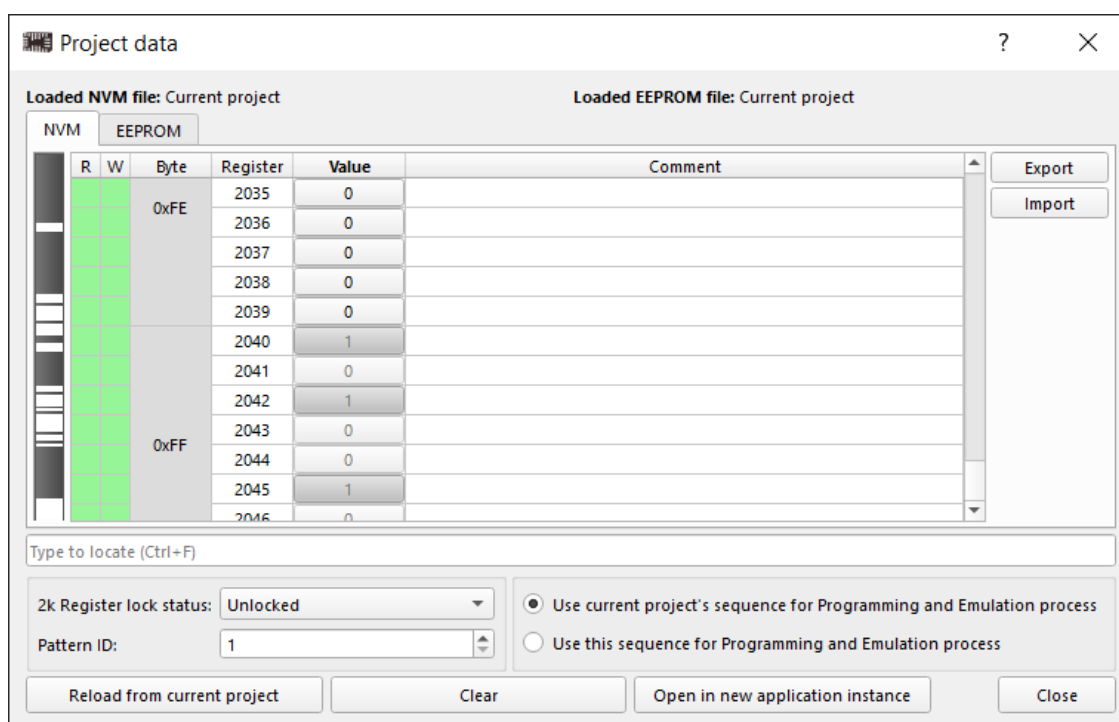 Project data ?
Loaded NVM file: Current project Loaded EEPROM file: Current project
NVM EEPROM
R W Byte Register Value Comment Export
0xFE 2035 0 Import
2036 0
2037 0
2038 0
2039 0
2040 1
2041 0
2042 1
0xFF 2043 0
2044 0
2045 1
2046 0
Type to locate (Ctrl+F)
2k Register lock status: Unlocked Use current project's sequence for Programming and Emulation process
Pattern ID: 1 Use this sequence for Programming and Emulation process
Reload from current project Clear Open in new application instance Close